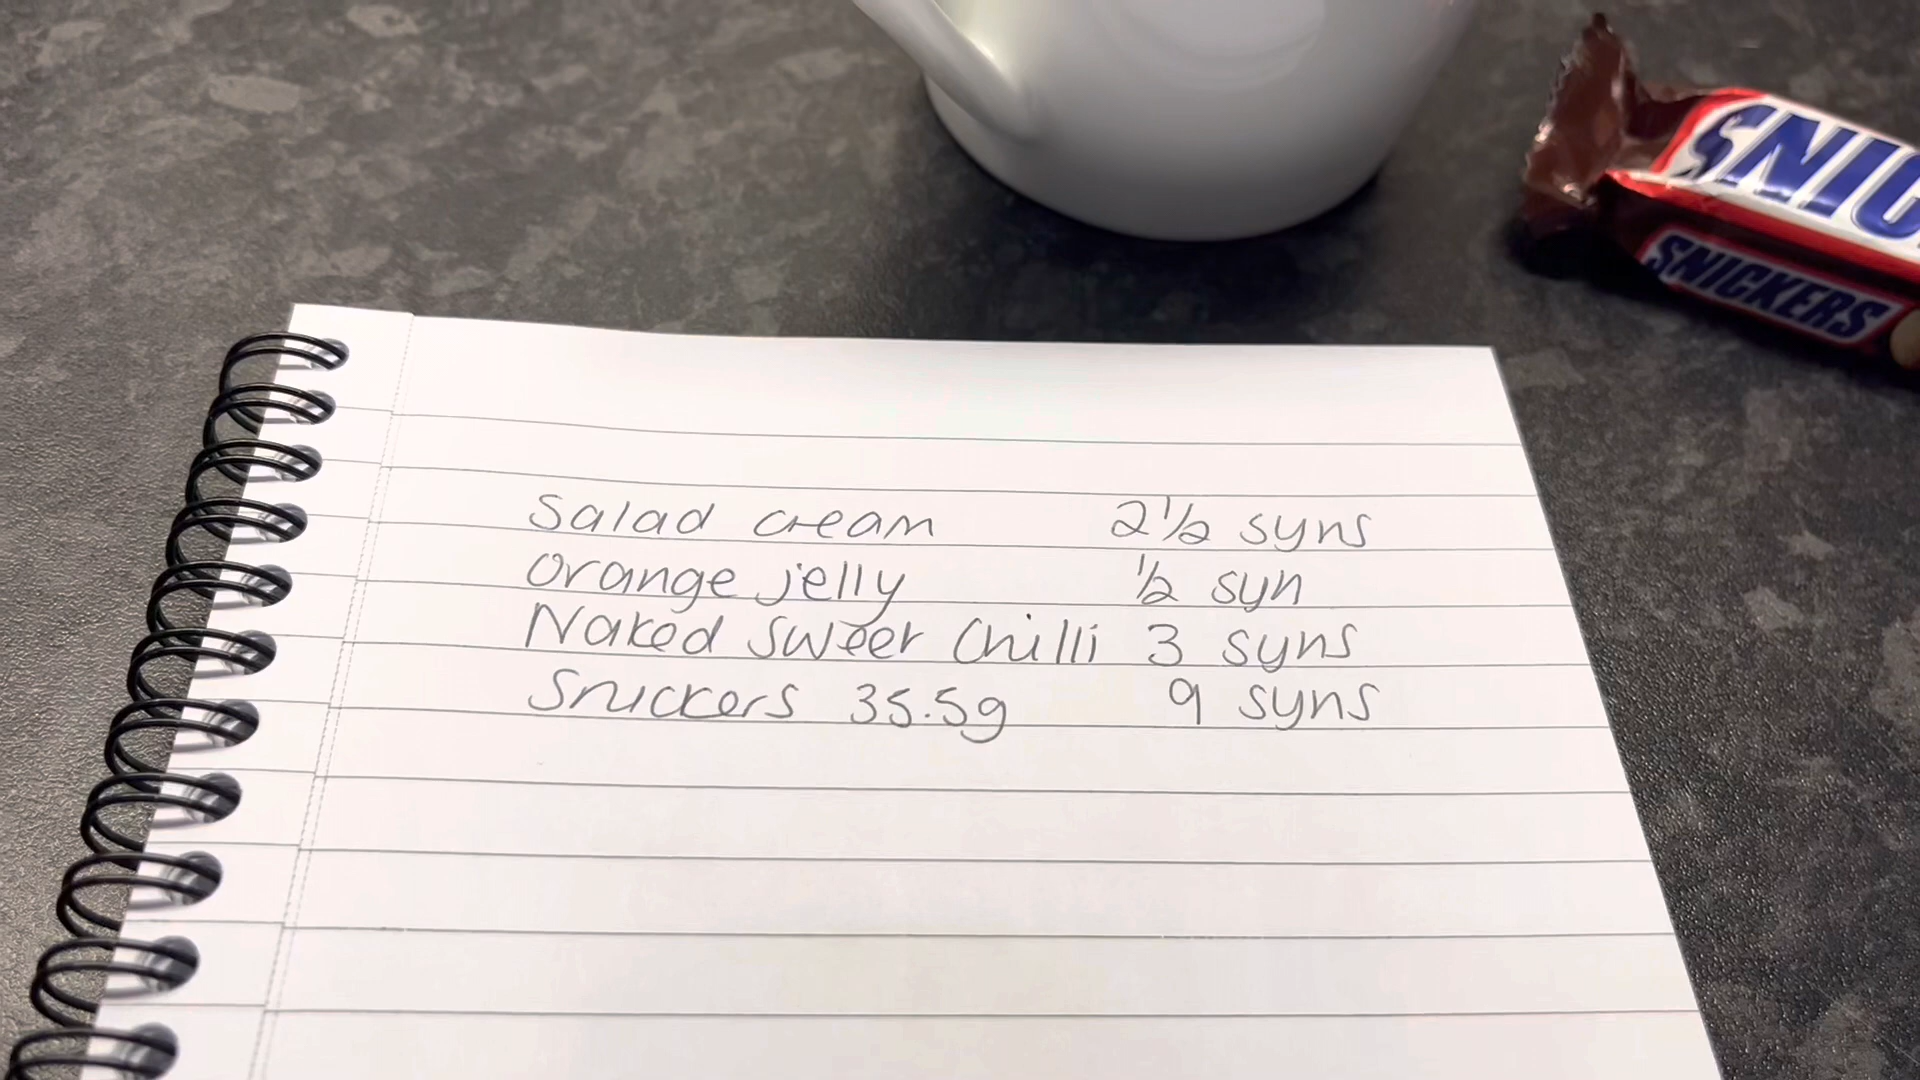 SNIC
SNICKERS
Salad cream 2½ syns
Orange jelly ½ syn
Naked Sweet Chilli 3 syns
Snickers 35.5g 9 syns